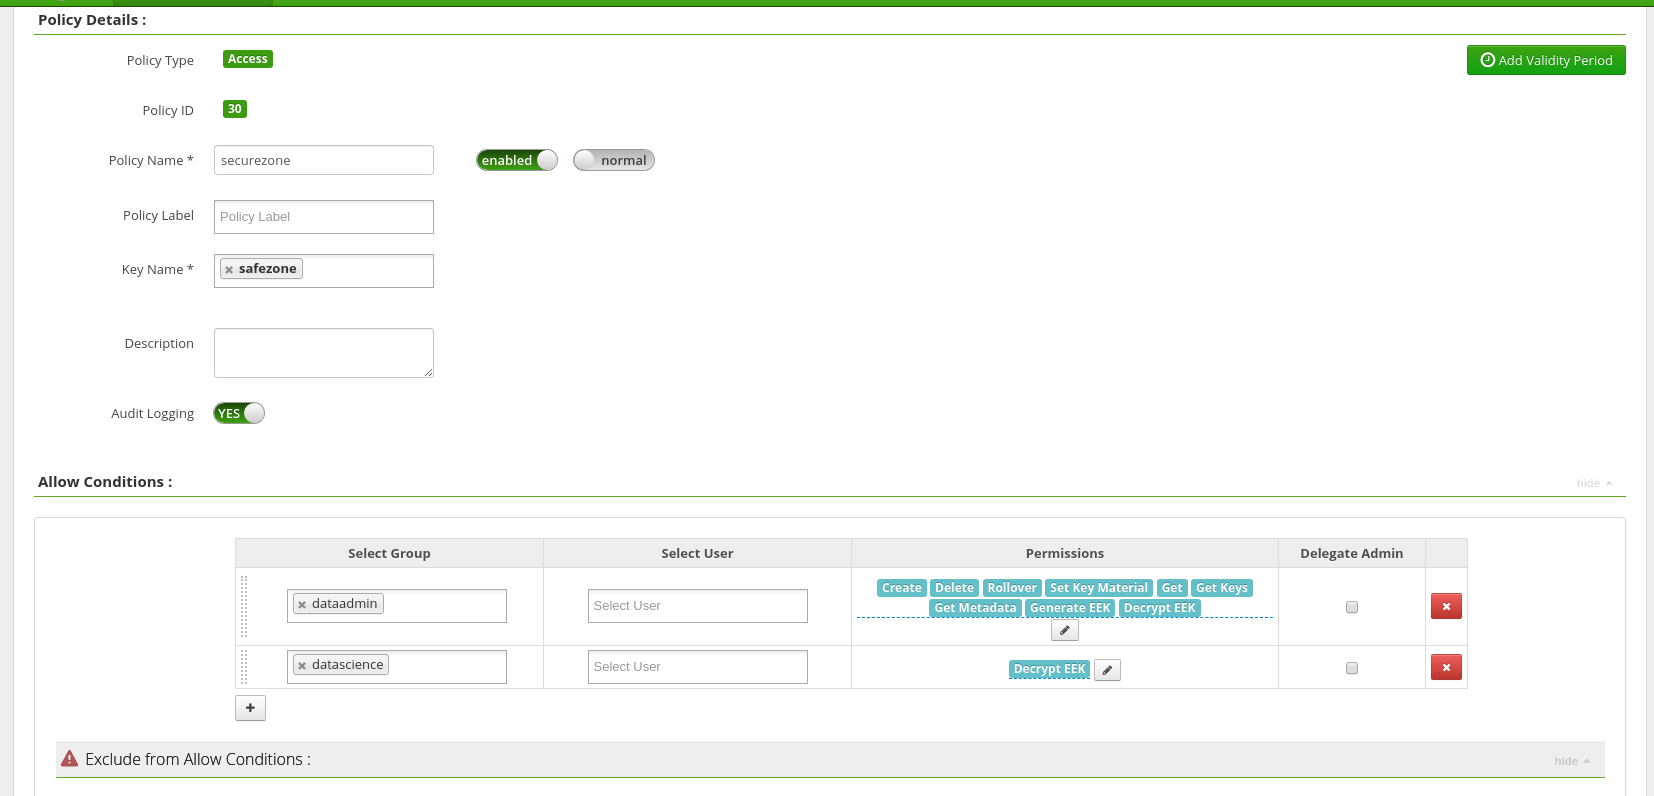 Policy Details :
Policy Type Access Add Validity Period
Policy ID 30
Policy Name * securezone enabled normal
Policy Label Policy Label
Key Name * safezone
Description
Audit Logging YES
Allow Conditions : hide
Select Group Select User Permissions Delegate Admin
dataadmin Select User Create Delete Rollover Set Key Material Get Get Keys
Get Metadata Generate EEK Decrypt EEK
datascience Select User Decrypt EEK
Exclude from Allow Conditions : hide